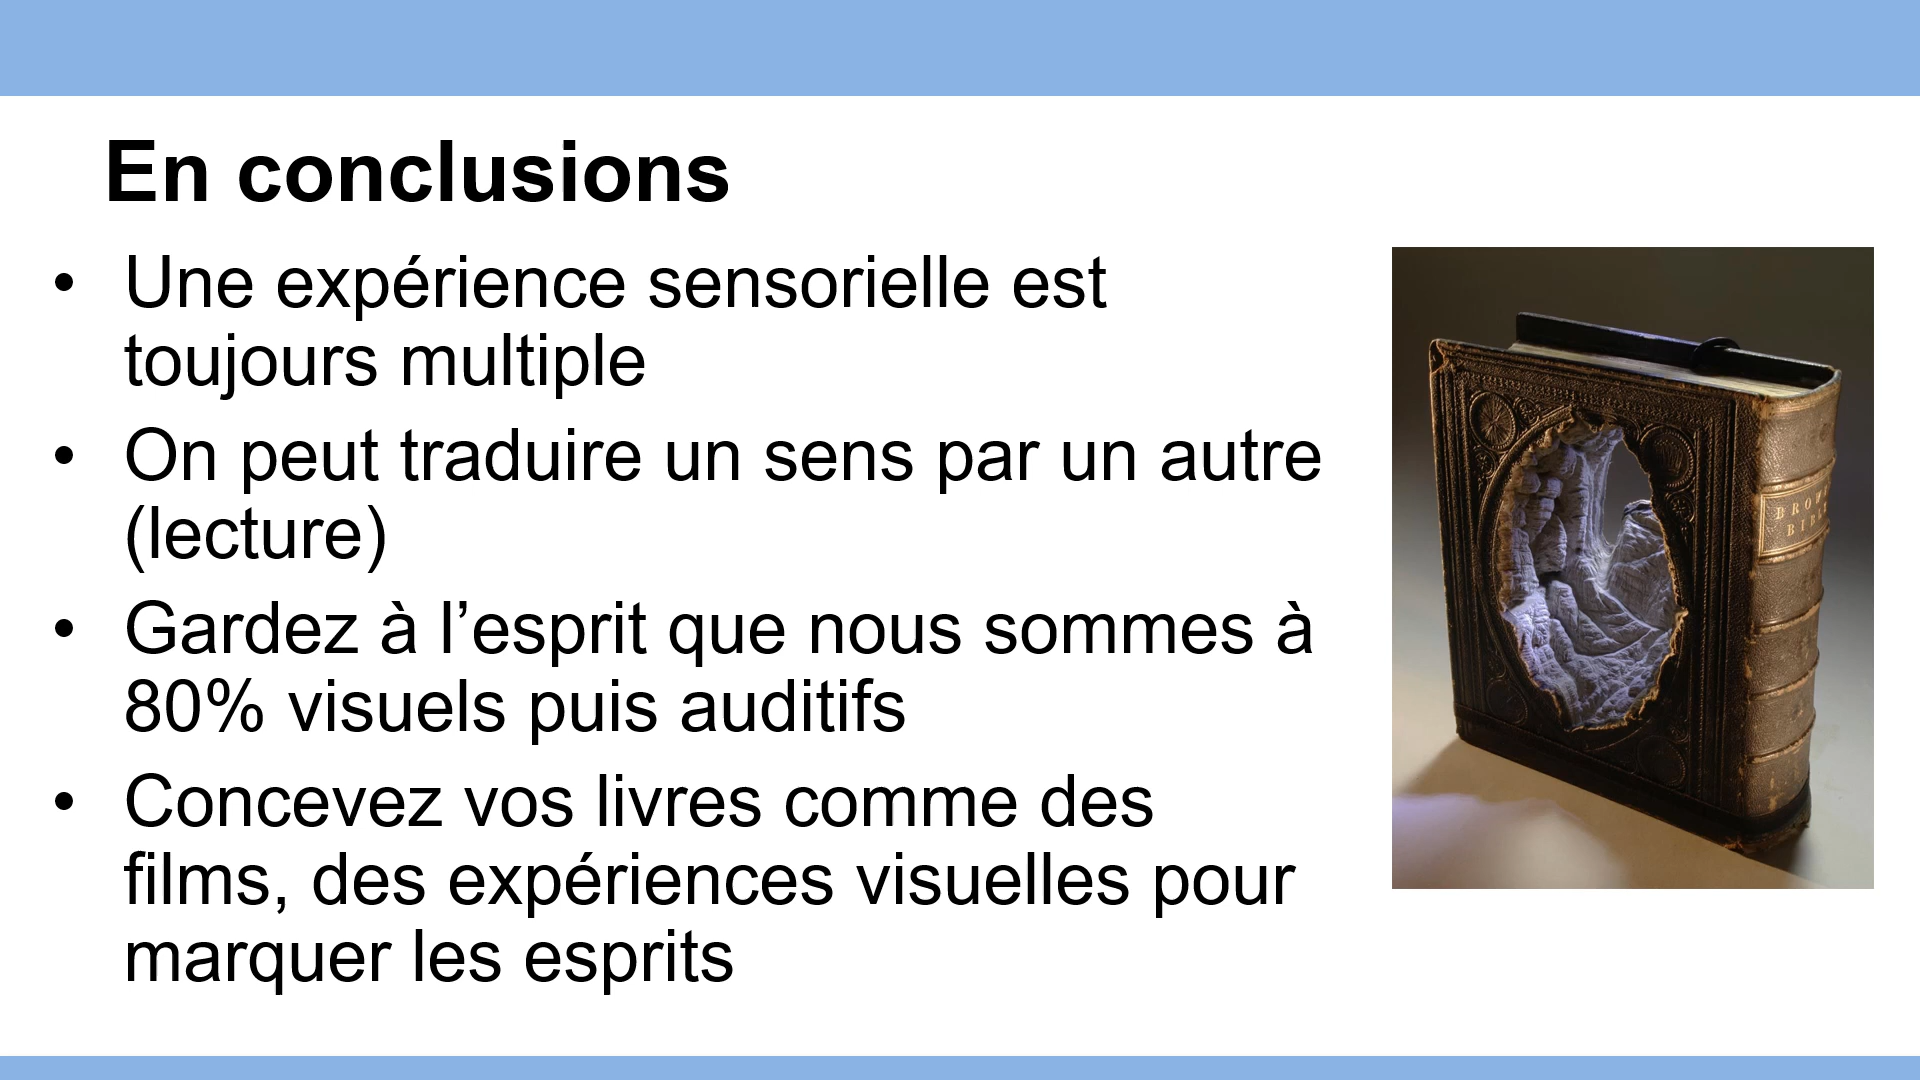 En conclusions
• Une expérience sensorielle est
toujours multiple
• On peut traduire un sens par un autre
(lecture)
• Gardez à l’esprit que nous sommes à
80% visuels puis auditifs
• Concevez vos livres comme des
films, des expériences visuelles pour
marquer les esprits